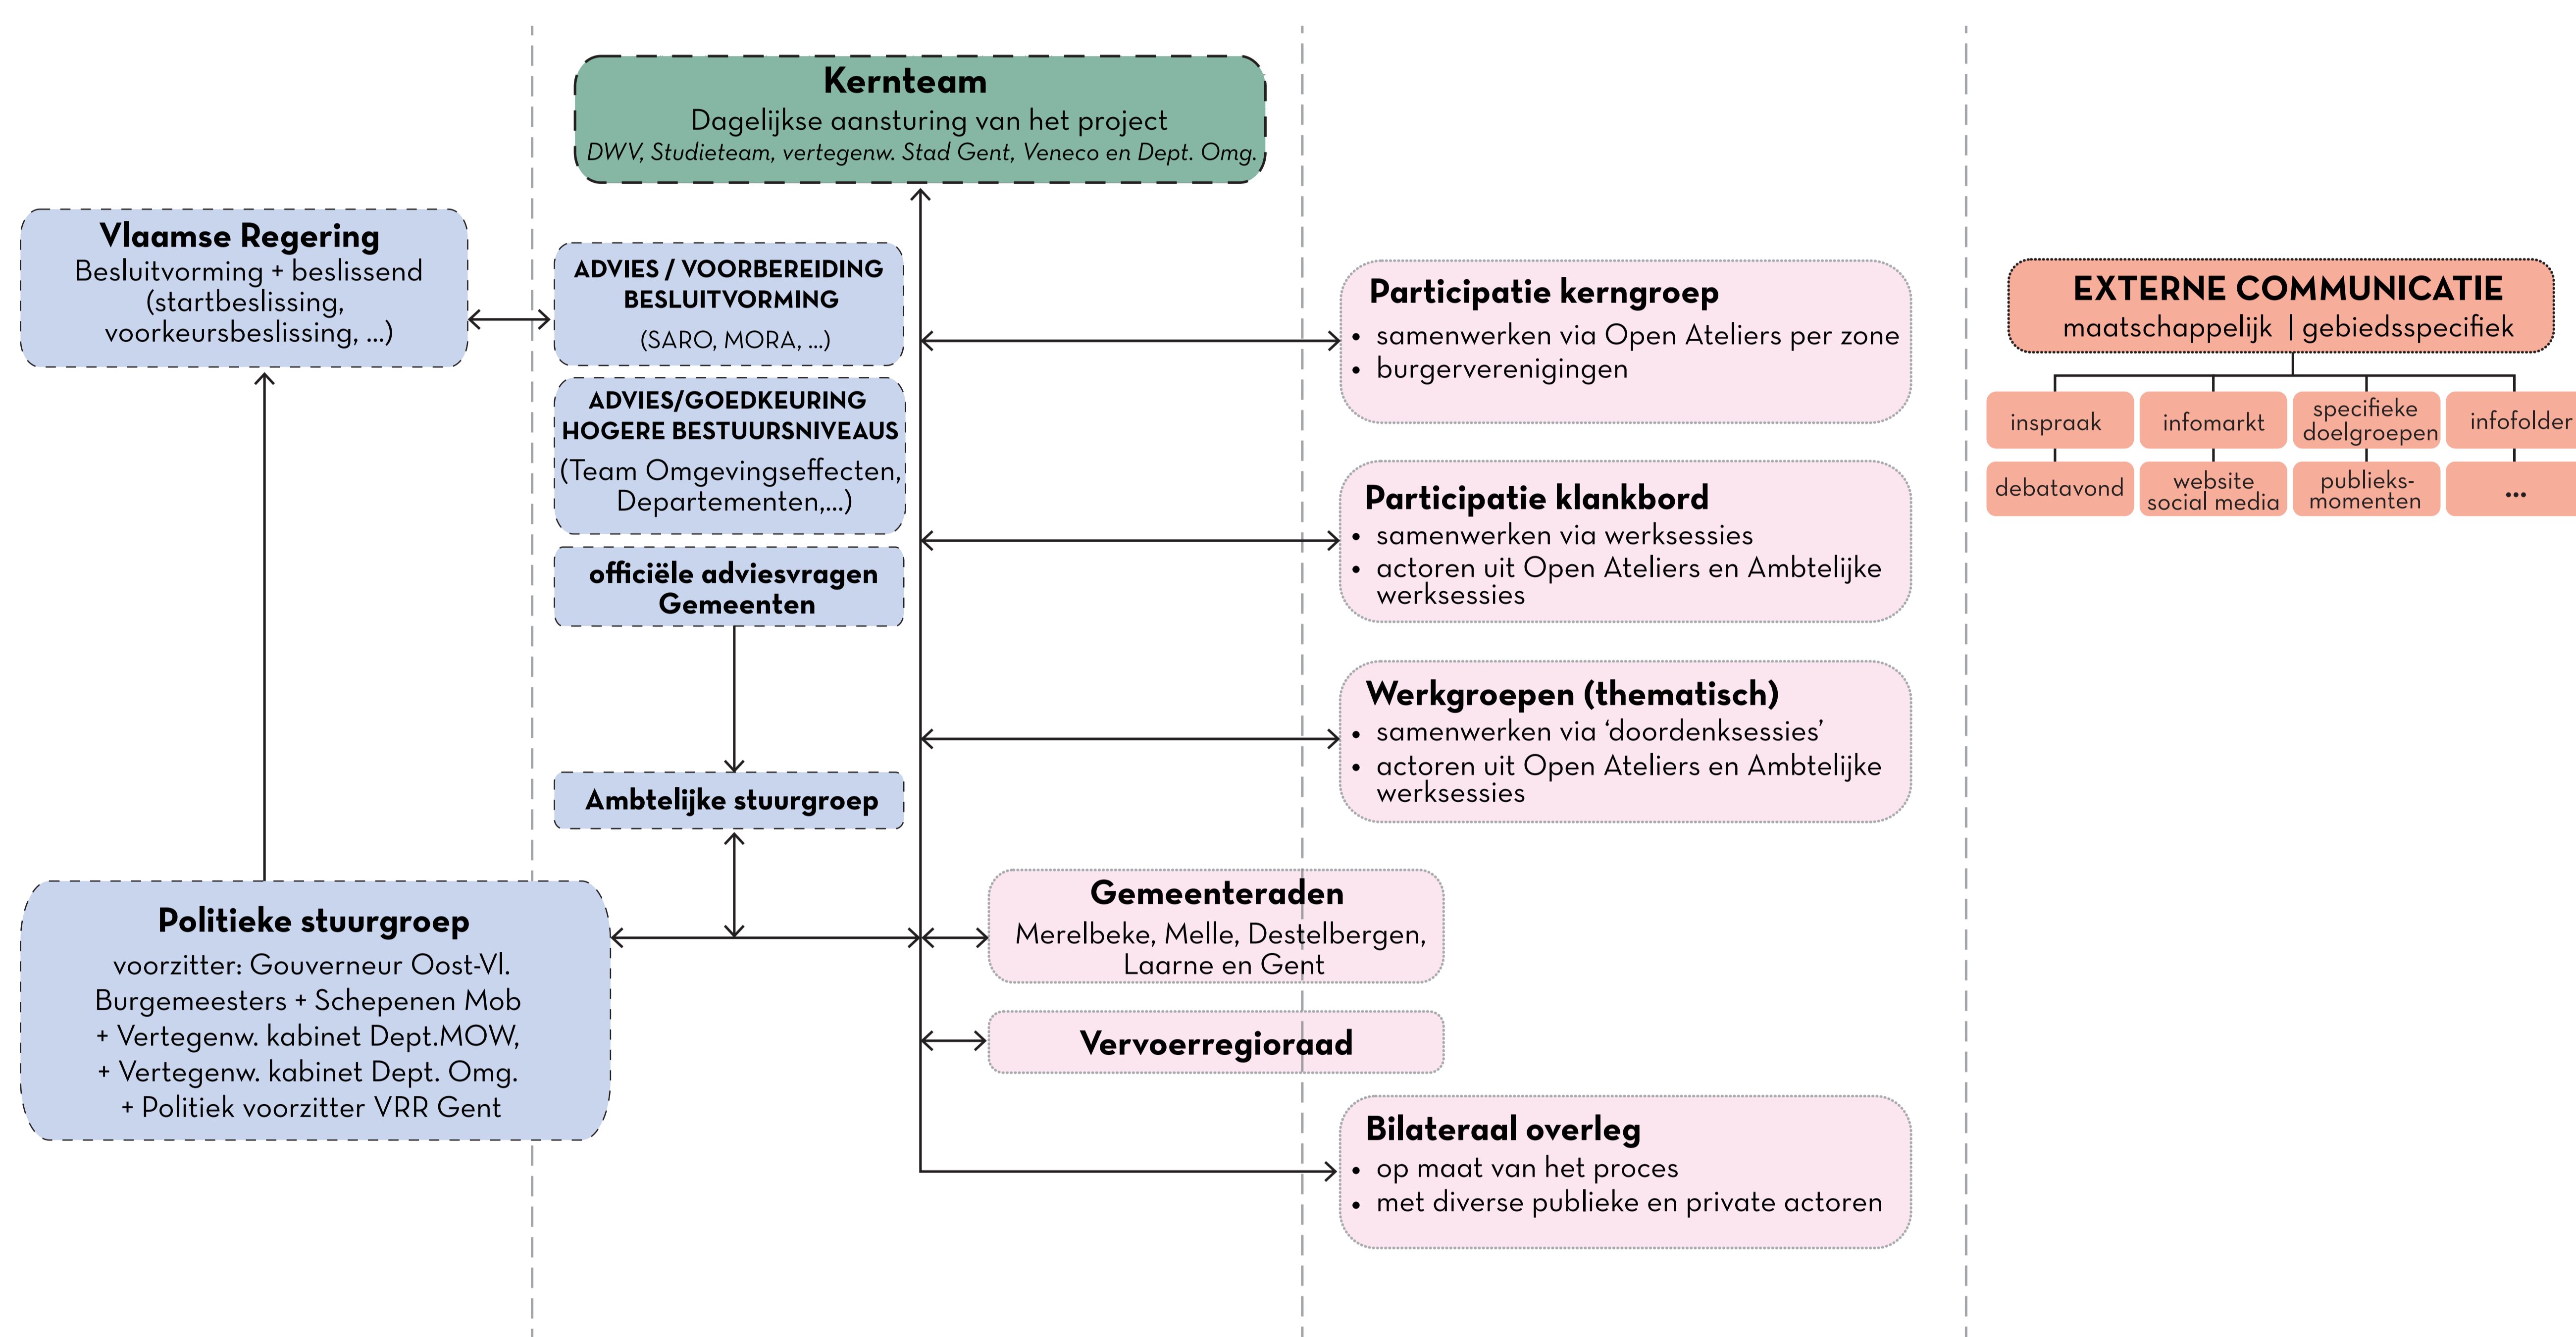 Kernteam
Dagelijkse aansturing van het project
DWV, Studieteam, vertegenw. Stad Gent, Veneco en Dept. Omg.
Vlaamse Regering
Besluitvorming + beslissend
(startbeslissing,
voorkeursbeslissing, ...)
ADVIES / VOORBEREIDING
BESLUITVORMING
(SARO, MORA, ...)
ADVIES/GOEDKEURING
HOGERE BESTUURSNIVEAUS
(Team Omgevingseffecten,
Departementen,...)
officiële adviesvragen
Gemeenten
Ambtelijke stuurgroep
Politieke stuurgroep
voorzitter: Gouverneur Oost-Vl.
Burgemeesters + Schepenen Mob
+ Vertegenw. kabinet Dept.MOW,
+ Vertegenw. kabinet Dept. Omg.
+ Politiek voorzitter VRR Gent
Participatie kerngroep
• samenwerken via Open Ateliers per zone
• burgerverenigingen
Participatie klankbord
• samenwerken via werksessies
• actoren uit Open Ateliers en Ambtelijke
werksessies
Werkgroepen (thematisch)
• samenwerken via ‘doordenksessies’
• actoren uit Open Ateliers en Ambtelijke
werksessies
Gemeenteraden
Merelbeke, Melle, Destelbergen,
Laarne en Gent
Vervoerregioraad
Bilateraal overleg
• op maat van het proces
• met diverse publieke en private actoren
EXTERNE COMMUNICATIE
maatschappelijk | gebiedsspecifiek
inspraak
infomarkt
specifieke
doelgroepen
infofolder
debatavond
website
social media
publieks-
momenten
...